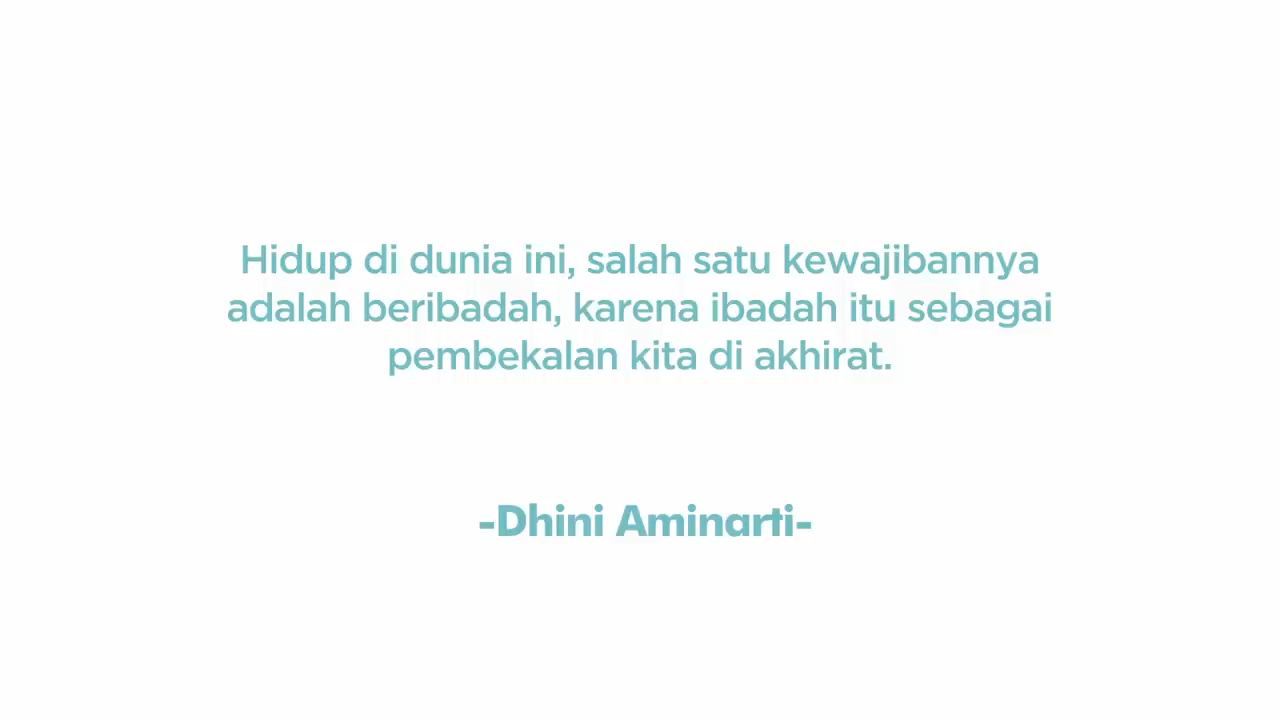 Hidup di dunia ini, salah satu kewajibannya
adalah beribadah, karena ibadah itu sebagai
pembekalan kita di akhirat.
-Dhini Aminarti-